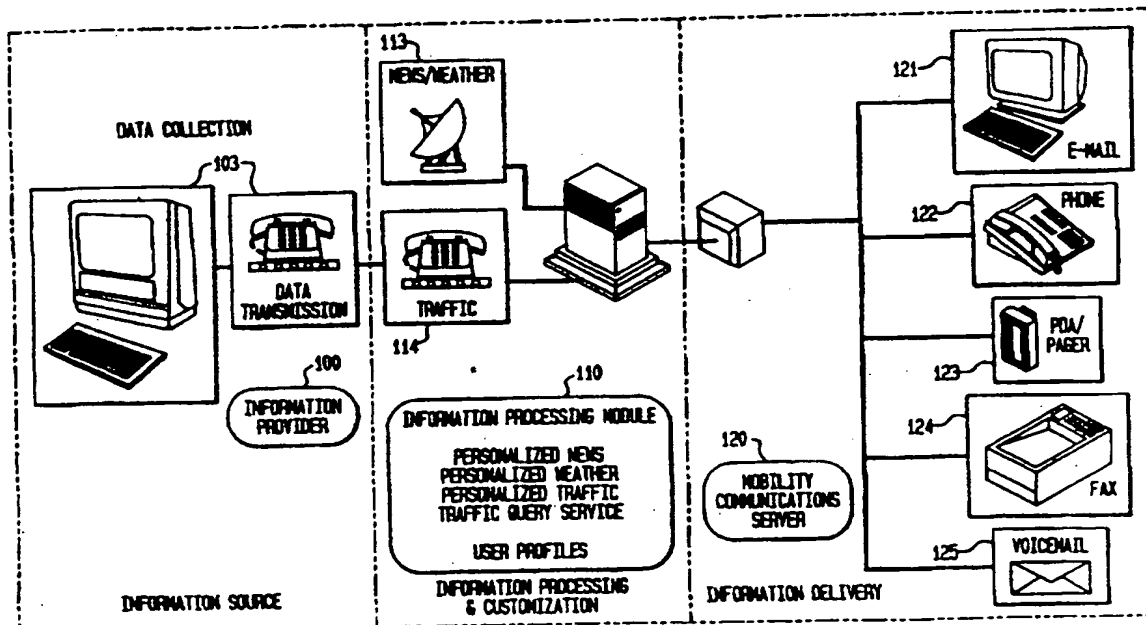 DATA COLLECTION
103
DATA
TRANSMISSION
100
INFORMATION
PROVIDER
INFORMATION SOURCE
113
NEWS/WEATHER
TRAFFIC
114
110
INFORMATION PROCESSING MODULE
PERSONALIZED NEWS
PERSONALIZED WEATHER
PERSONALIZED TRAFFIC
TRAFFIC QUERY SERVICE
USER PROFILES
INFORMATION PROCESSING
& CUSTOMIZATION
120
MOBILITY
COMMUNICATIONS
SERVER
INFORMATION DELIVERY
121
E-MAIL
122
PHONE
123
PDA/
PAGER
124
FAX
125
VOICEMAIL